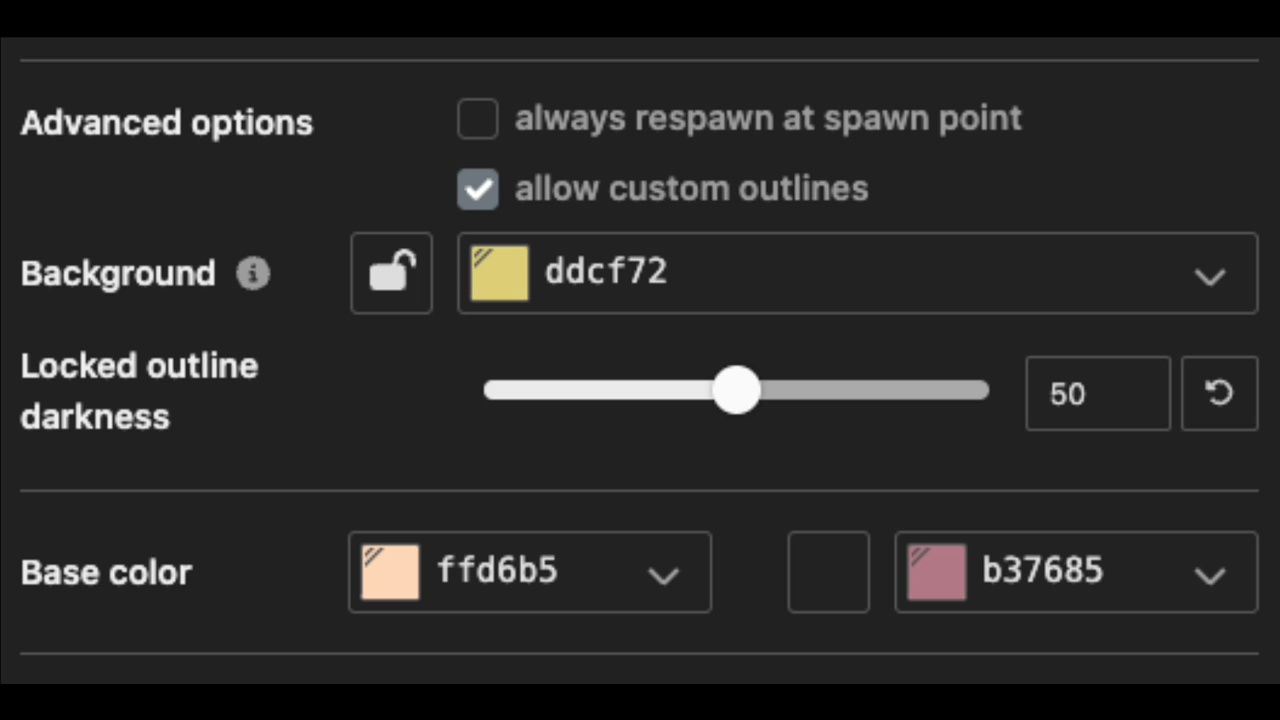 Advanced options
always respawn at spawn point
allow custom outlines
Background
ddcf72
Locked outline
darkness
50
Base color
ffd6b5
b37685